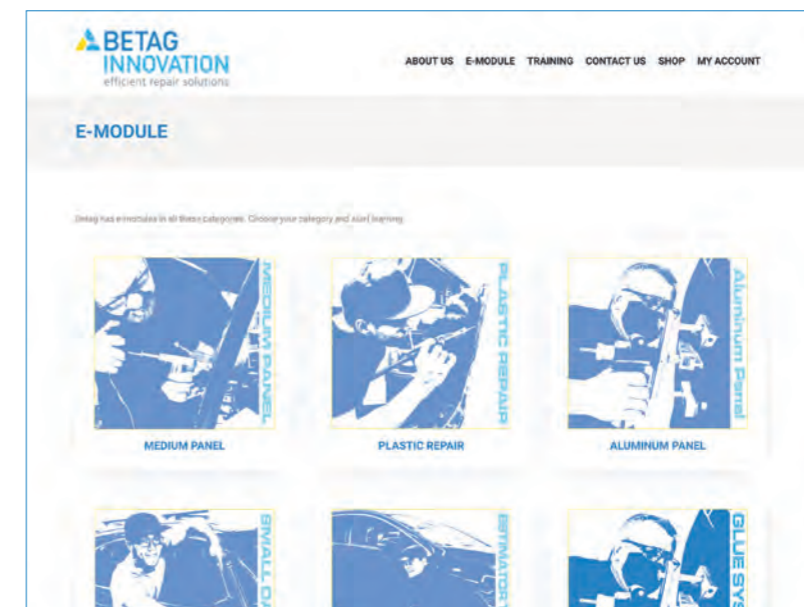 BETAG
INNOVATION
efficient repair solutions
ABOUT US E-MODULE TRAINING CONTACT US SHOP MY ACCOUNT
E-MODULE
Betag has e-modules in all these categories. Choose your category and start learning.
MEDIUM PANEL
PLASTIC REPAIR
Aluminum Panel
MEDIUM PANEL
PLASTIC REPAIR
ALUMINUM PANEL
SMALL
GLUE